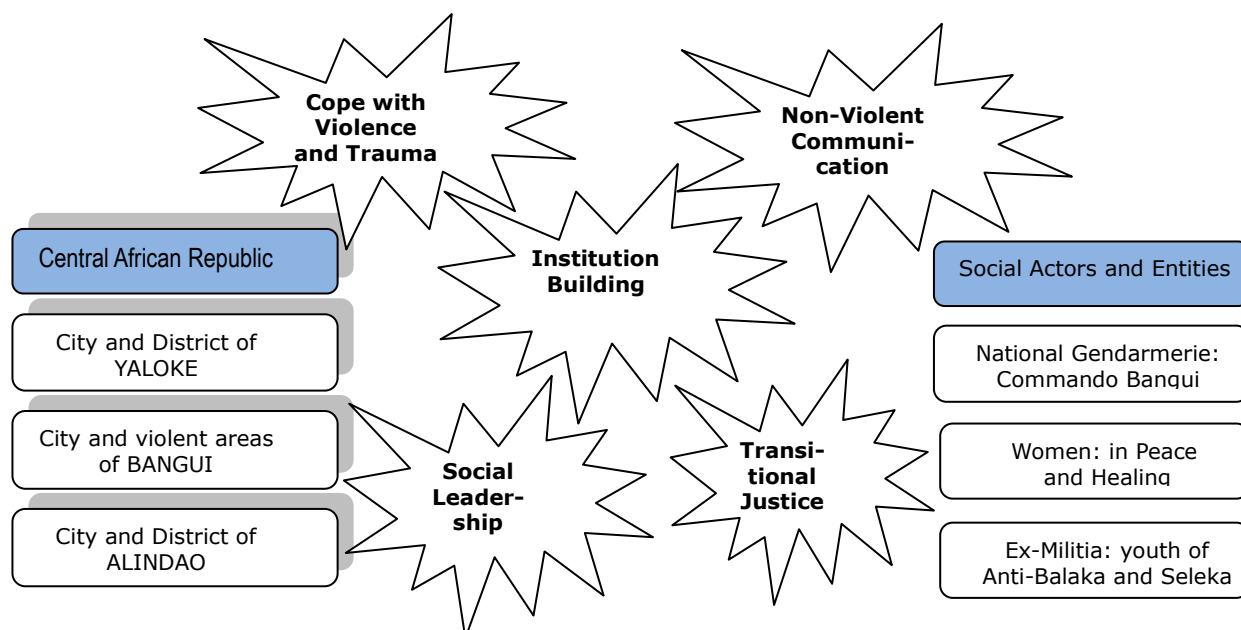 Cope with
Violence
and Trauma
Non-Violent
Communi-
cation
Institution
Building
Central African Republic
City and District of
YALOKE
City and violent areas
of BANGUI
City and District of
ALINDAO
Social
Leader-
ship
Transi-
tional
Justice
Social Actors and Entities
National Gendarmerie:
Commando Bangui
Women: in Peace
and Healing
Ex-Militia: youth of
Anti-Balaka and Seleka